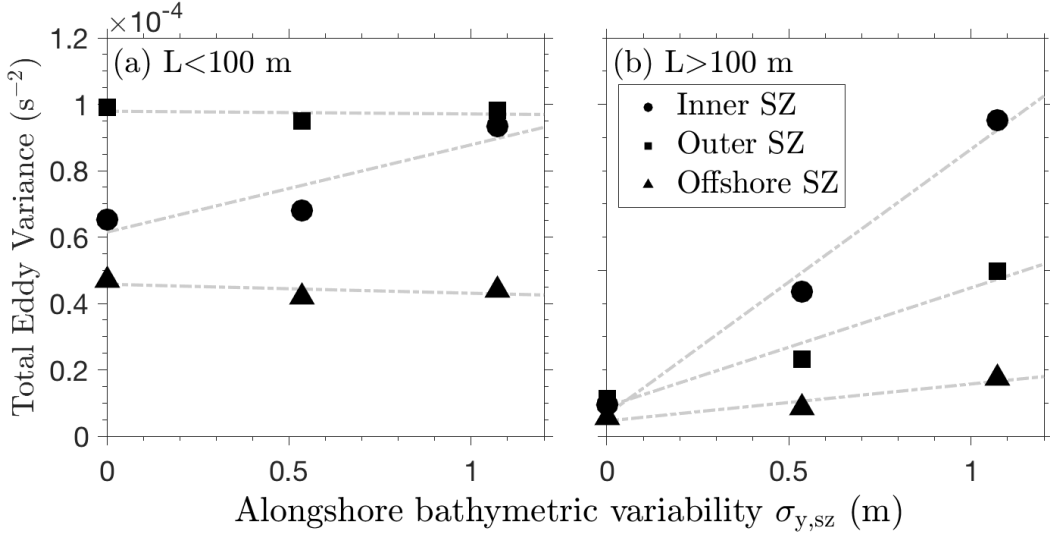 ×10⁻⁴
(a) L<100 m
(b) L>100 m
Inner SZ
Outer SZ
Offshore SZ
Total Eddy Variance (s⁻²)
1.2
1
0.8
0.6
0.4
0.2
0
0
0.5
1
0
0.5
1
Alongshore bathymetric variability σ_y,sz (m)